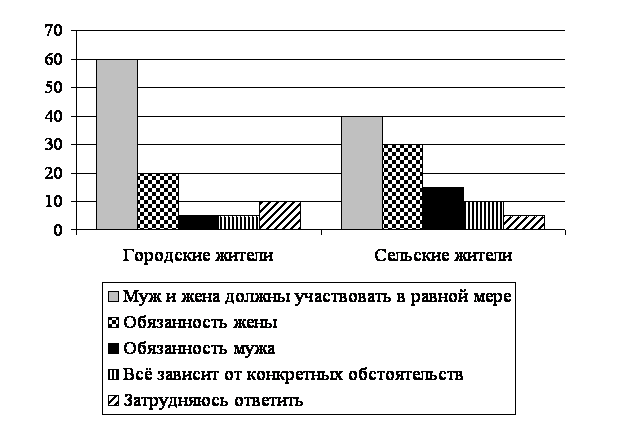 70
60
50
40
30
20
10
0
Городские жители Сельские жители
Муж и жена должны участвовать в равной мере
Обязанность жены
Обязанность мужа
Всё зависит от конкретных обстоятельств
Затрудняюсь ответить